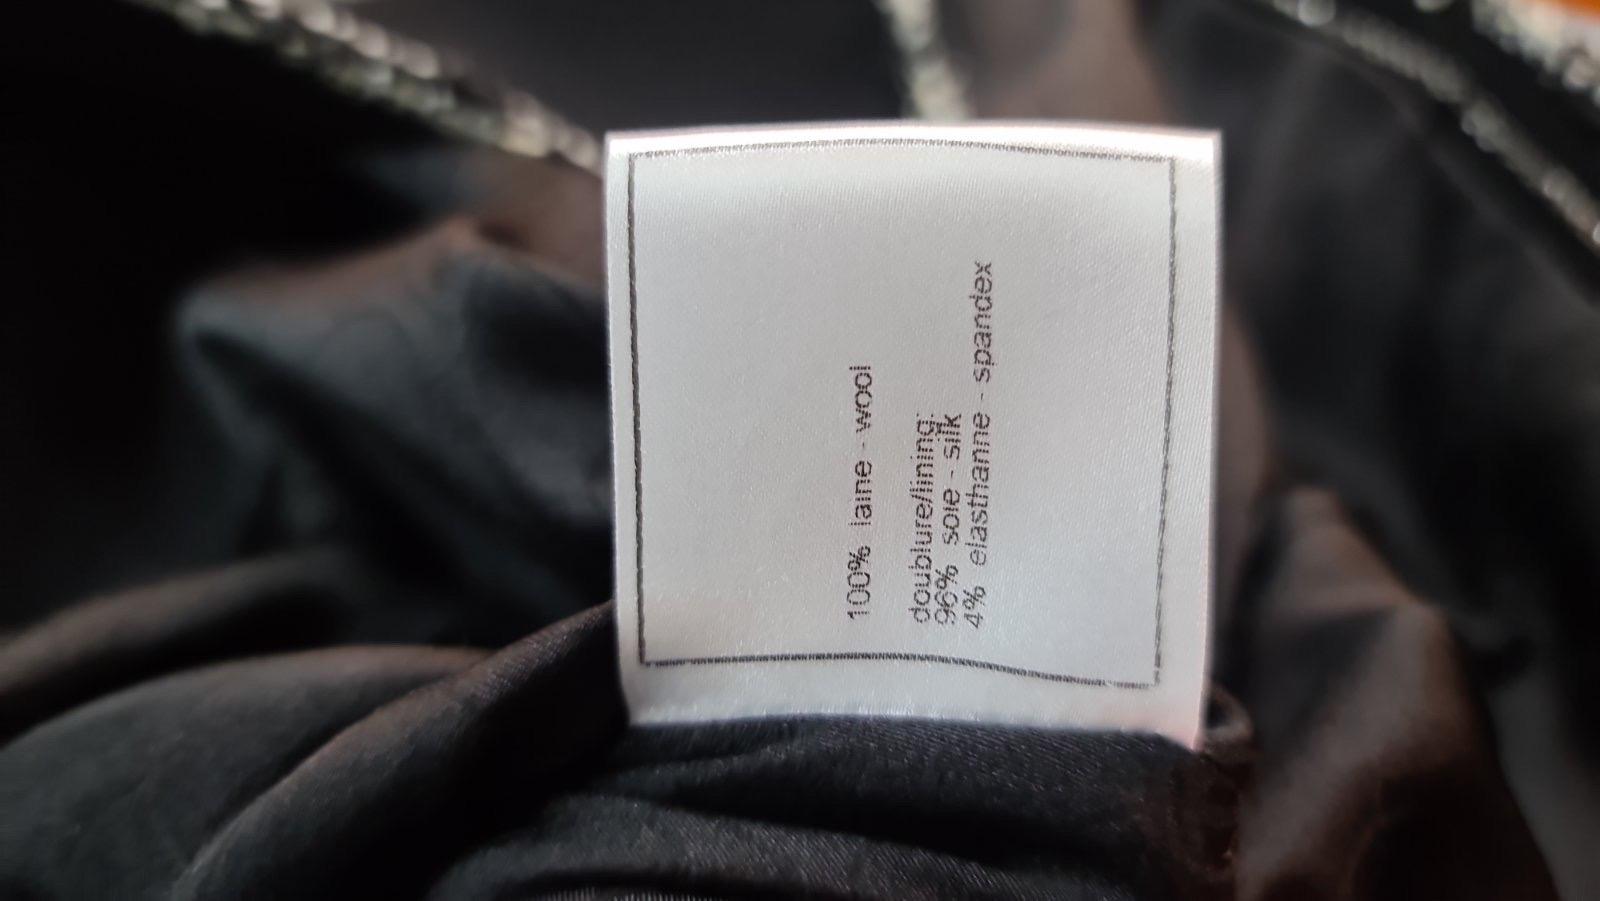 100% laine - wool
doublure/lining:
96% soie - silk
4% elasthanne - spandex